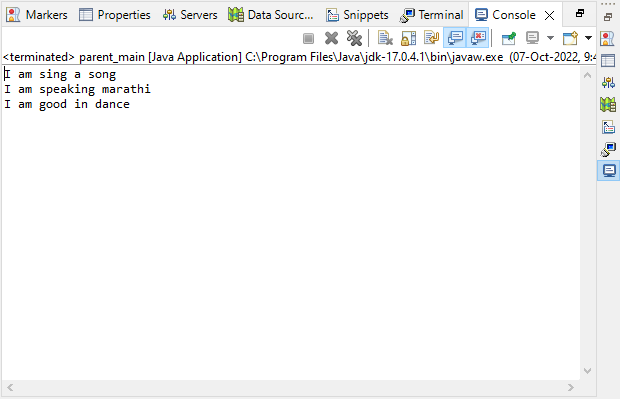 Markers Properties Servers Data Sourc... Snippets Terminal Console
<terminated> parent_main [Java Application] C:\Program Files\Java\jdk-17.0.4.1\bin\javaw.exe (07-Oct-2022, 9:4
I am sing a song
I am speaking marathi
I am good in dance